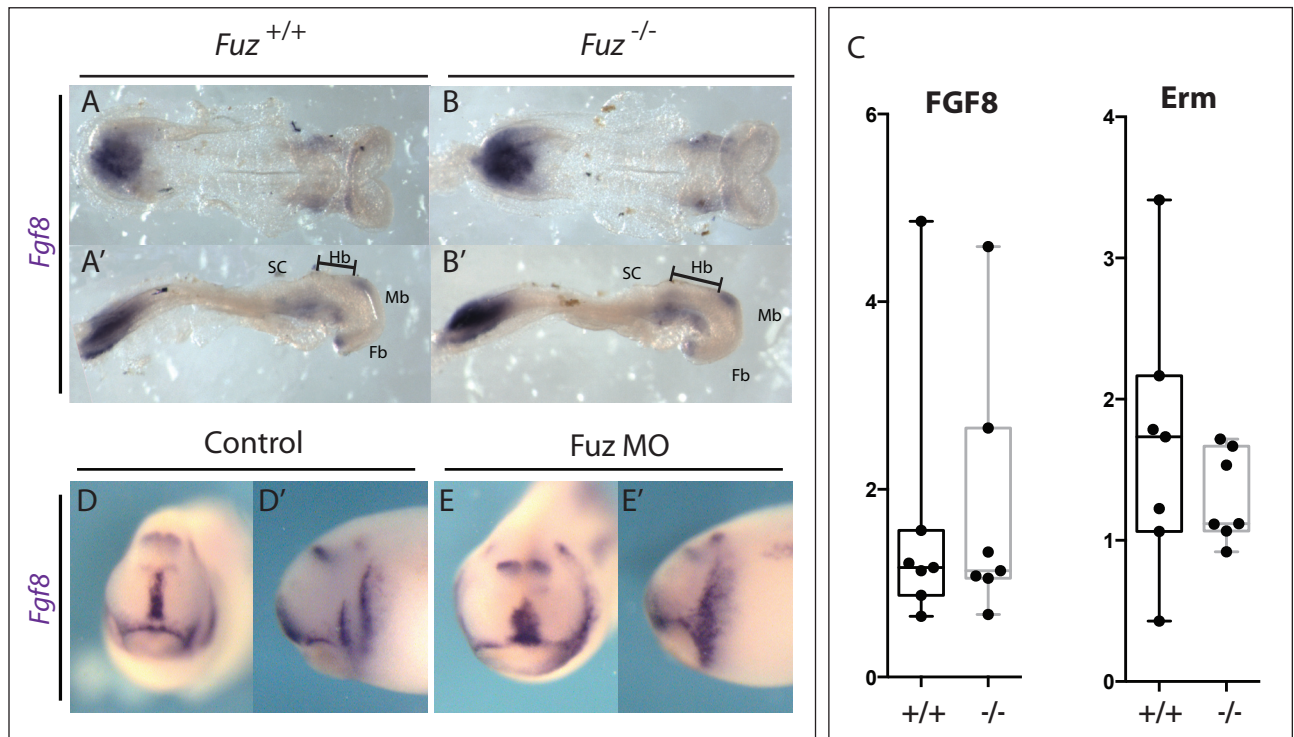 Fuz +/+
Fuz -/-
Fgf8
A
B
A'
SC
Hb
Mb
Fb
B'
SC
Hb
Mb
Fb
Control
Fuz MO
Fgf8
D
D'
E
E'
C
FGF8
6
4
2
0
+/+
-/-
Erm
4
3
2
1
0
+/+
-/-